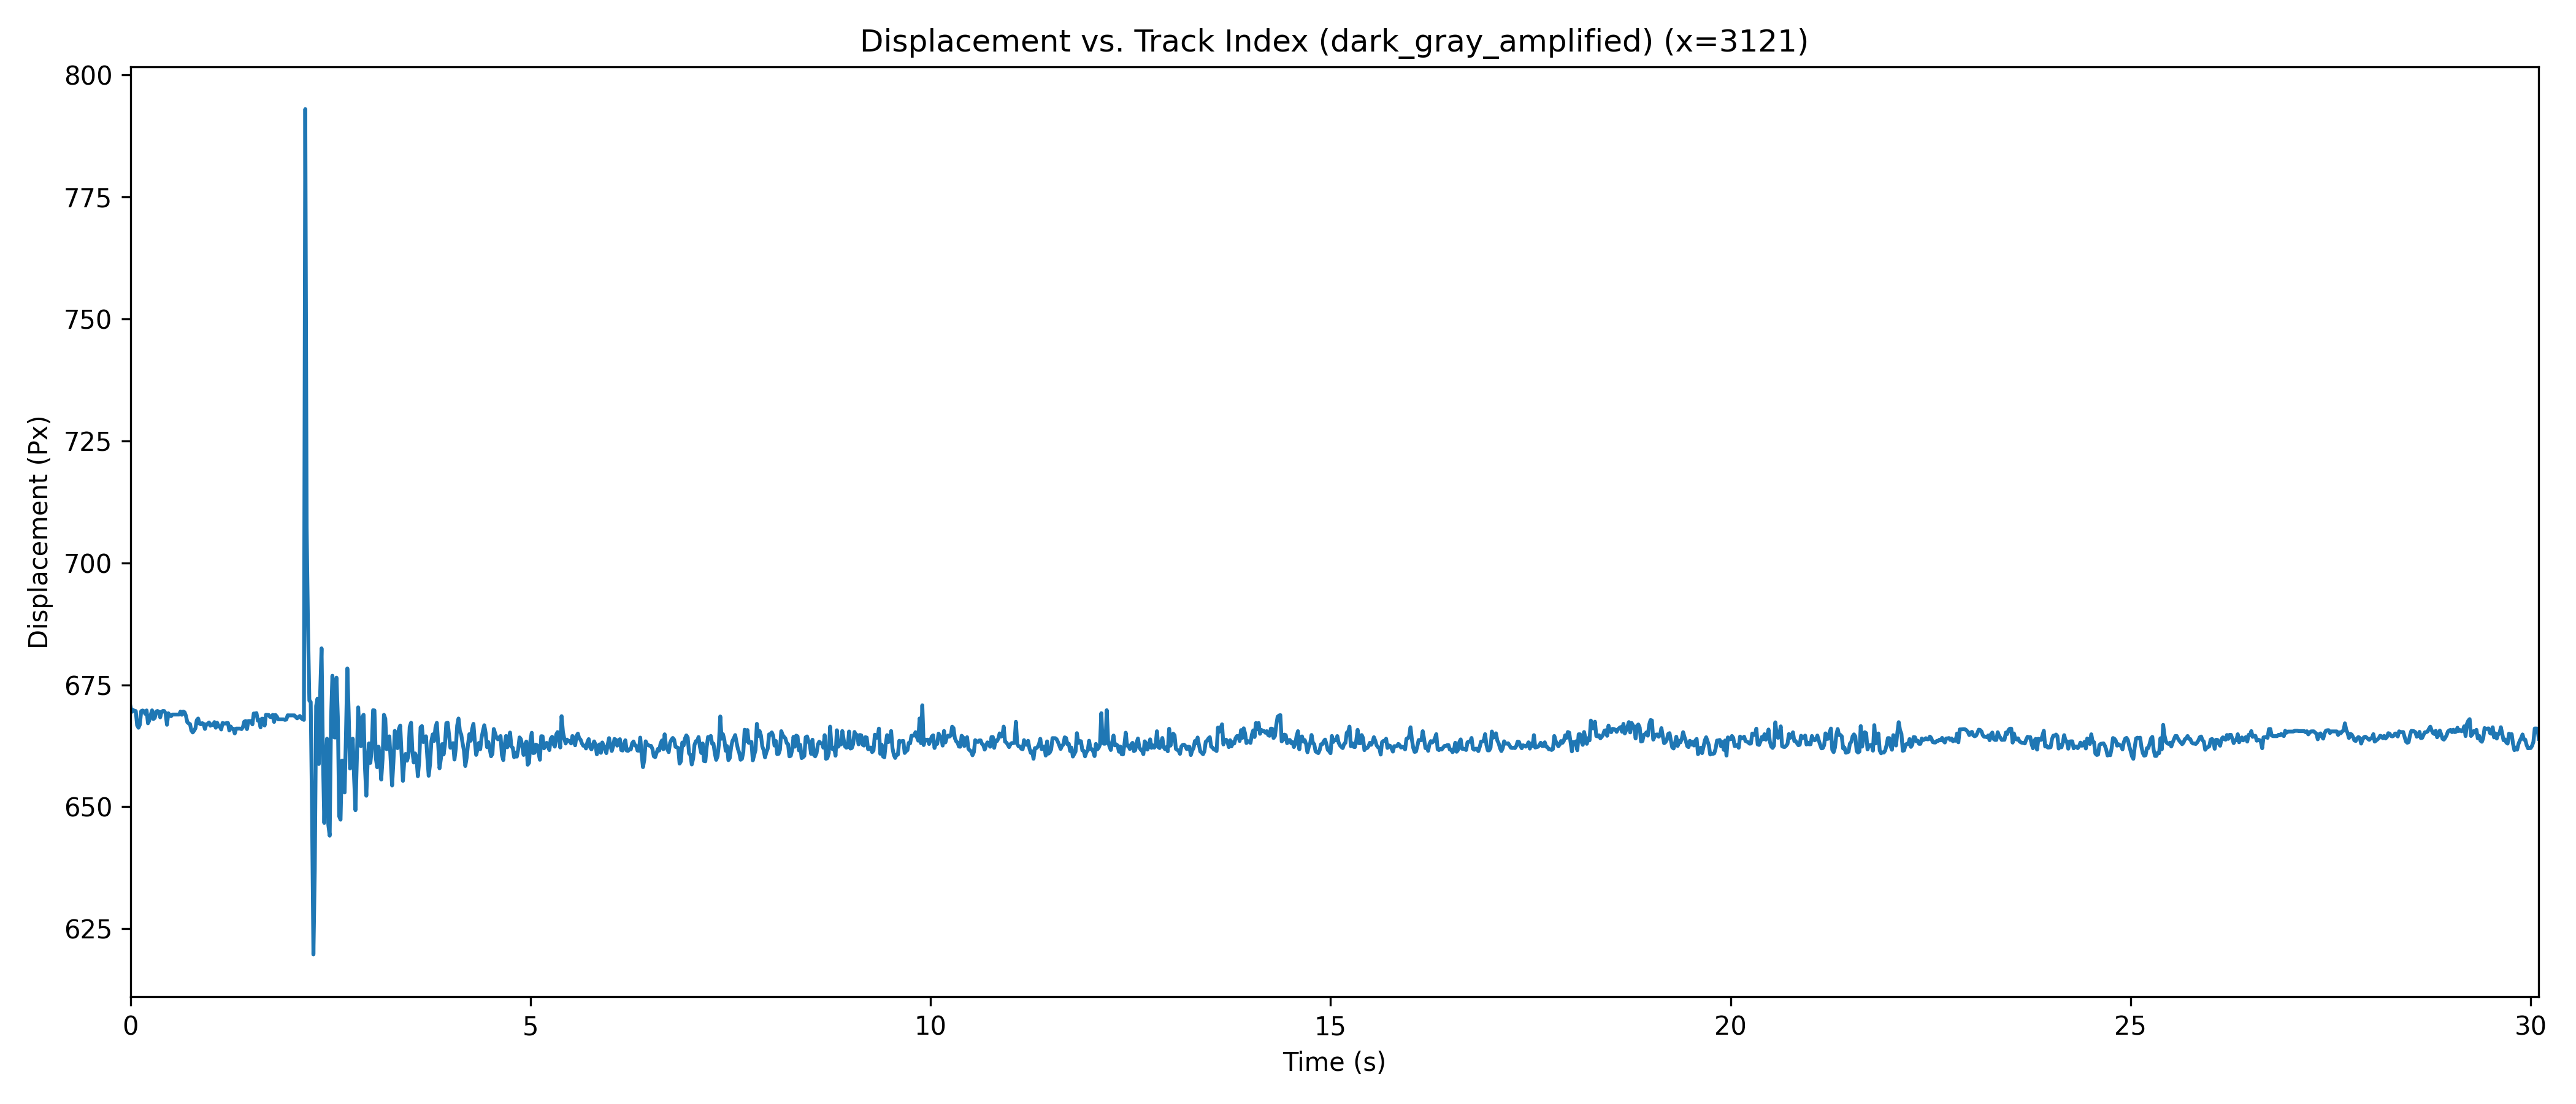 Displacement vs. Track Index (dark_gray_amplified) (x=3121)
800
775
750
725
700
675
650
625
Displacement (Px)
0 5 10 15 20 25 30
Time (s)